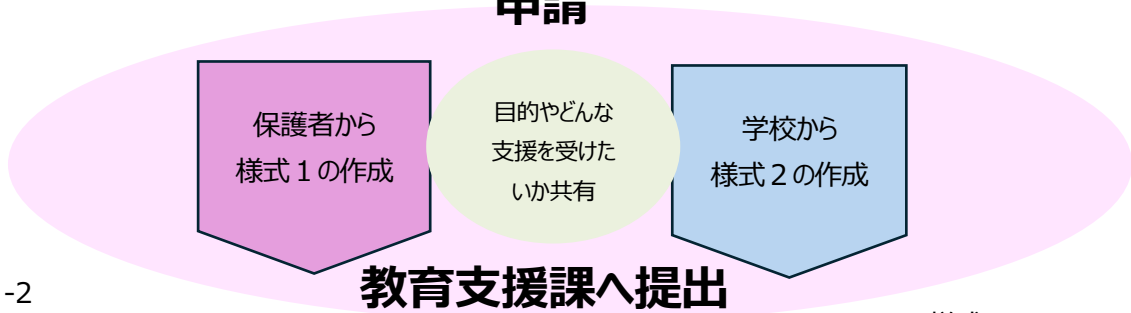 申請
保護者から
様式１の作成
目的やどんな
支援を受けた
いか共有
学校から
様式２の作成
-2
教育支援課へ提出